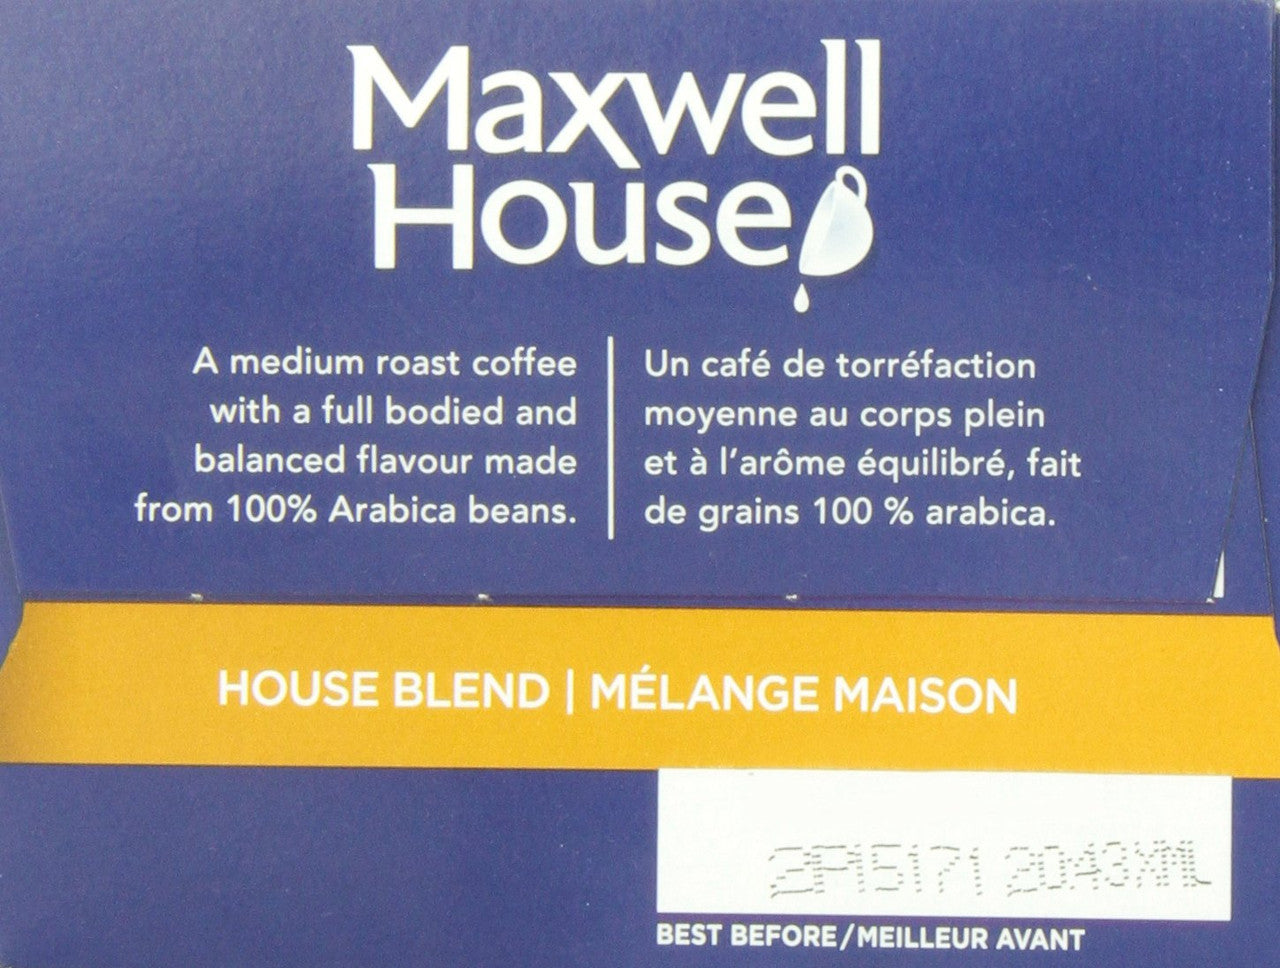 Maxwell
House
A medium roast coffee
with a full bodied and
balanced flavour made
from 100% Arabica beans.
Un café de torréfaction
moyenne au corps plein
et à l'arôme équilibré, fait
de grains 100 % arabica.
HOUSE BLEND | MÉLANGE MAISON
BEST BEFORE/MEILLEUR AVANT